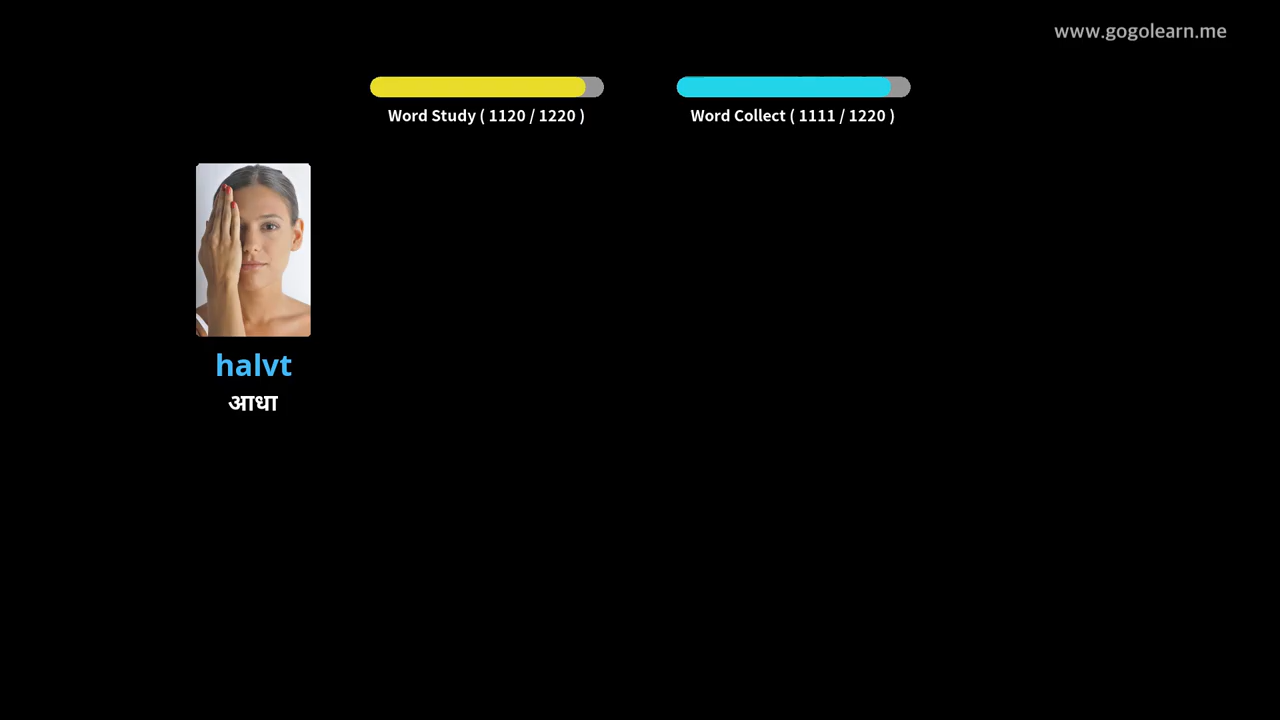 www.gogolearn.me
Word Study ( 1120 / 1220 )
Word Collect ( 1111 / 1220 )
halvt
आधा